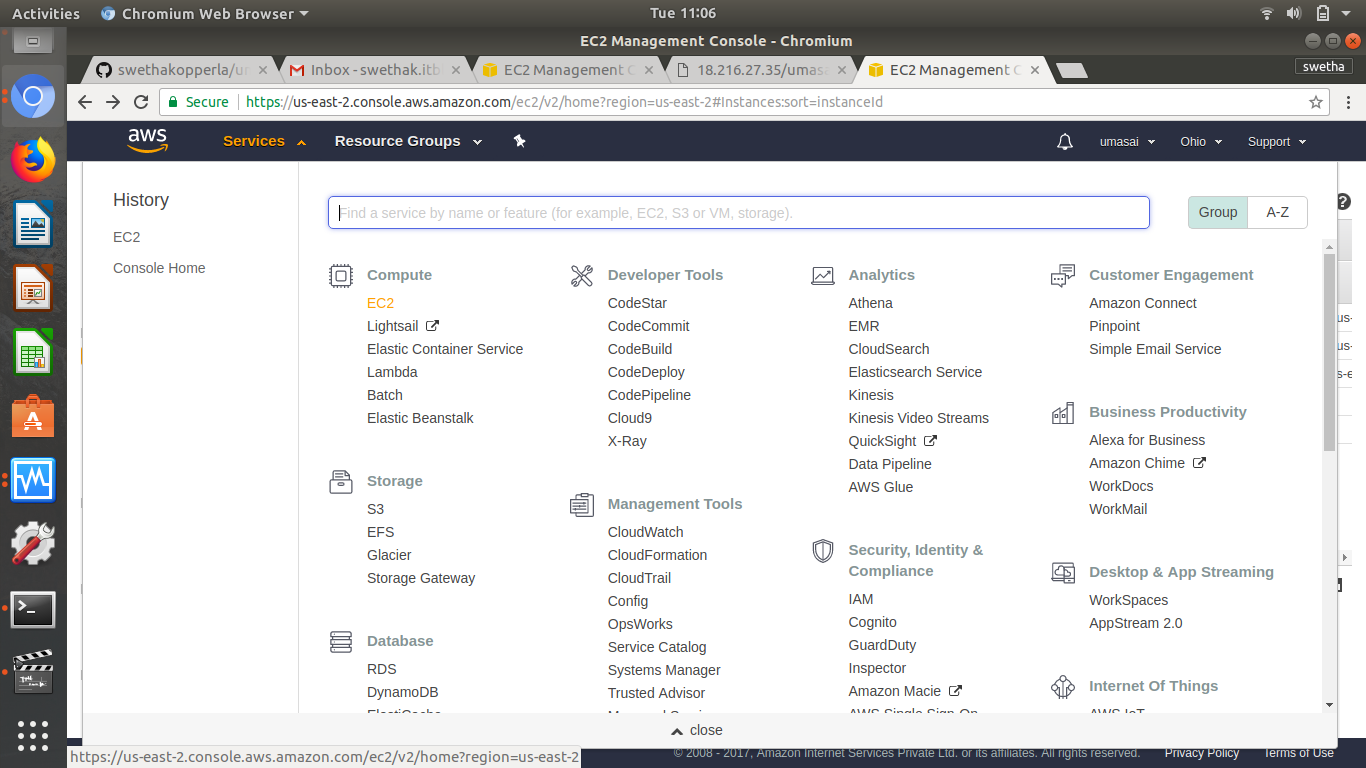 Activities
Chromium Web Browser
Tue 11:06
EC2 Management Console - Chromium
swethakopperla/
Inbox - swethak.itb
EC2 Management C
18.216.27.35/umasa
EC2 Management C
swetha
Secure
https://us-east-2.console.aws.amazon.com/ec2/v2/home?region=us-east-2#Instances:sort=instanceId
aws
Services
Resource Groups
umasai
Ohio
Support
History
EC2
Console Home
Find a service by name or feature (for example, EC2, S3 or VM, storage).
Group
A-Z
Compute
EC2
Lightsail
Elastic Container Service
Lambda
Batch
Elastic Beanstalk
Storage
S3
EFS
Glacier
Storage Gateway
Database
RDS
DynamoDB
ElastiCache
Developer Tools
CodeStar
CodeCommit
CodeBuild
CodeDeploy
CodePipeline
Cloud9
X-Ray
Management Tools
CloudWatch
CloudFormation
CloudTrail
Config
OpsWorks
Service Catalog
Systems Manager
Trusted Advisor
Analytics
Athena
EMR
CloudSearch
Elasticsearch Service
Kinesis
Kinesis Video Streams
QuickSight
Data Pipeline
AWS Glue
Security, Identity &
Compliance
IAM
Cognito
GuardDuty
Inspector
Amazon Macie
AWS Single Sign-On
Customer Engagement
Amazon Connect
Pinpoint
Simple Email Service
Business Productivity
Alexa for Business
Amazon Chime
WorkDocs
WorkMail
Desktop & App Streaming
WorkSpaces
AppStream 2.0
Internet Of Things
AWS IoT
us-
us-
s-e
close
https://us-east-2.console.aws.amazon.com/ec2/v2/home?region=us-east-2
© 2008 - 2017, Amazon Internet Services Private Ltd. or its affiliates. All rights reserved.
Privacy Policy
Terms of Use